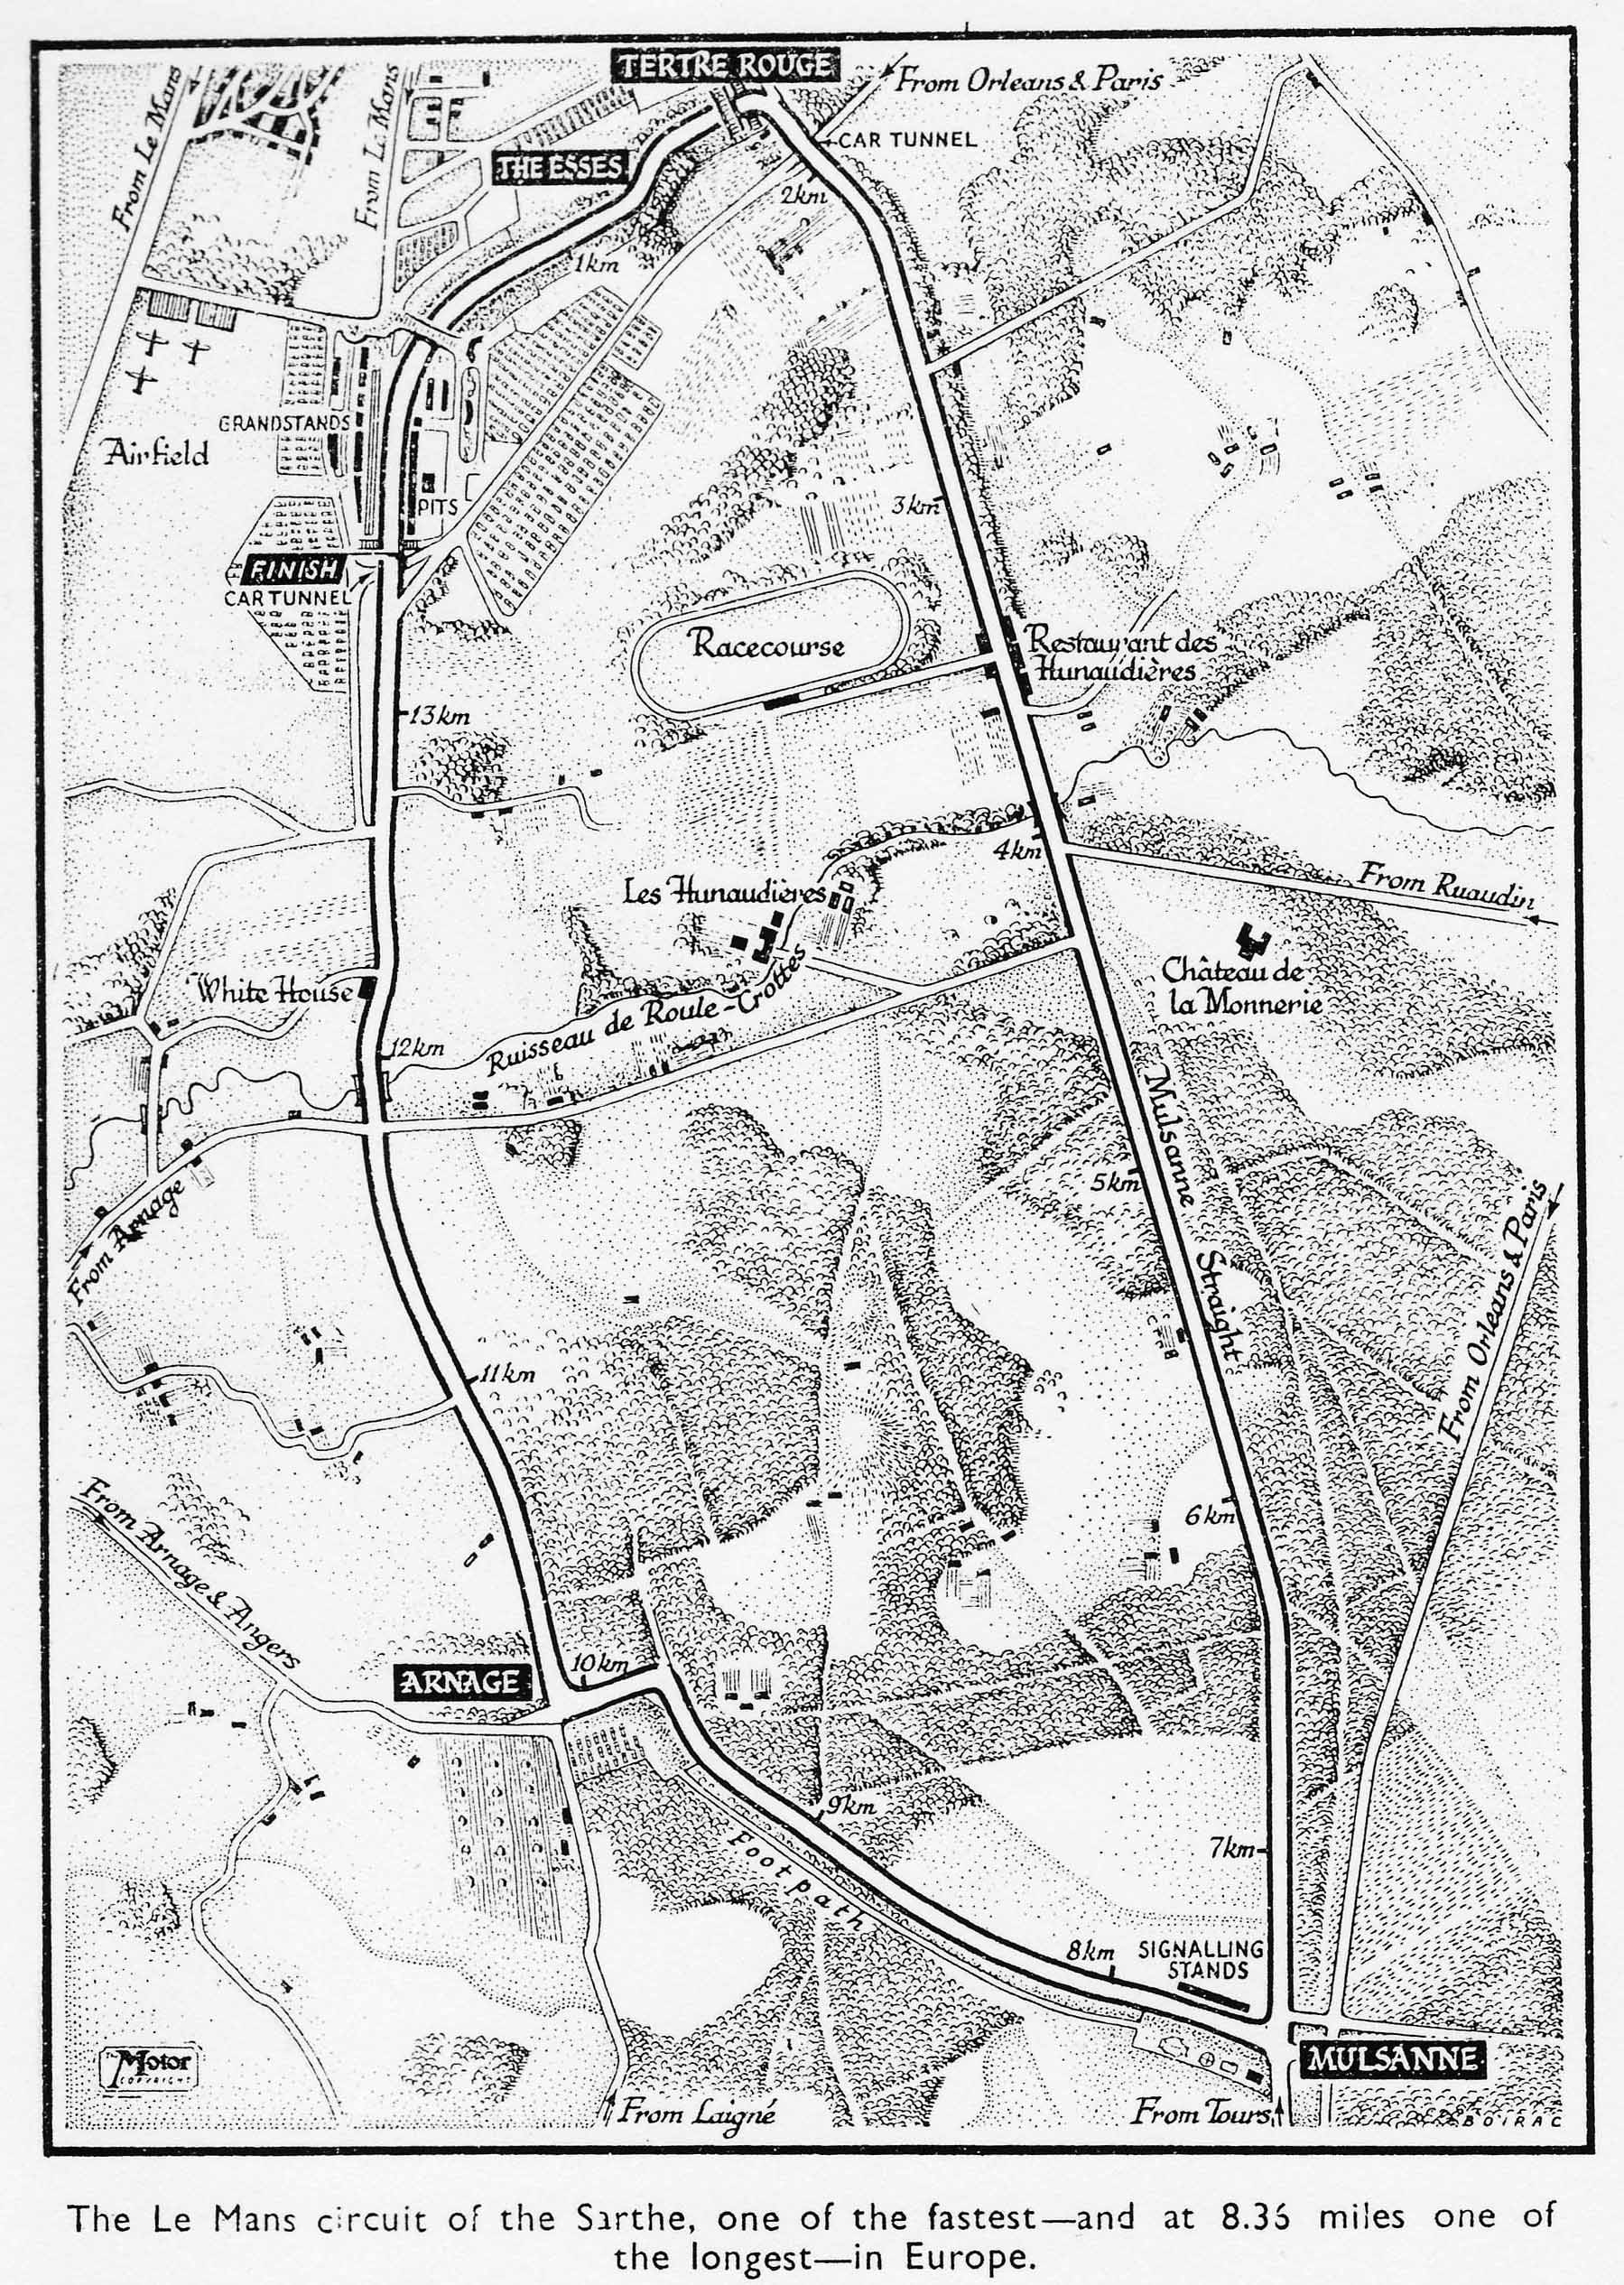 TERTRE ROUGE
From Orleans & Paris
From Le Mans
From Le Mans
CAR TUNNEL
THE ESSES
2km
1km
GRANDSTANDS
Airfield
PITS
3km
FINISH
CAR TUNNEL
Racecourse
Restaurant des
Hunaudières
13km
4km
From Ruaudin
Les Hunaudières
Château de
la Monnerie
White House
Ruisseau de Roule-Crottes
12km
Mulsanne Straight
5km
From Arnage
From Orleans & Paris
11km
6km
From Arnage & Angers
10km
ARNAGE
9km
7km
Footpath
8km
SIGNALLING
STANDS
MULSANNE
The Motor
COPYRIGHT
From Laigné
From Tours
BOIRAC
The Le Mans circuit of the Sarthe, one of the fastest—and at 8.36 miles one of
the longest—in Europe.